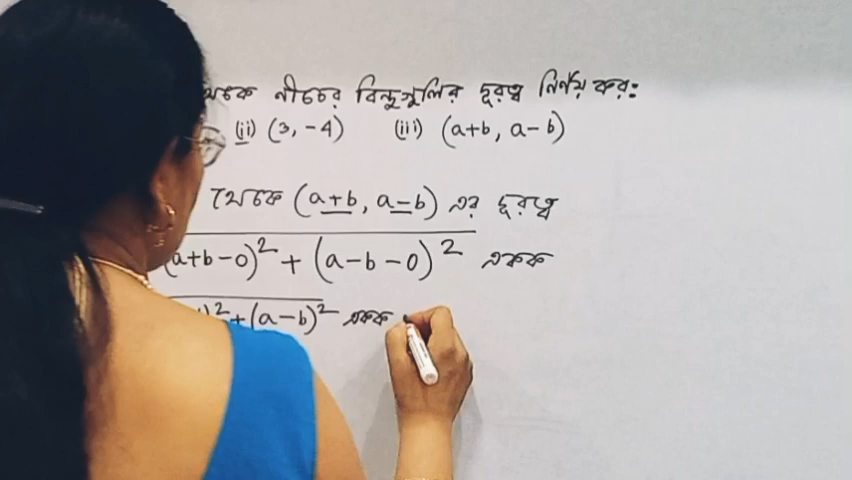 থেকে নীচের বিন্দুগুলির দূরত্ব নির্ণয় কর:
(ii) (3, -4) (iii) (a+b, a-b)
থেকে (a+b, a-b) এর দূরত্ব
(a+b-0)² + (a-b-0)² একক
)² + (a-b)² একক